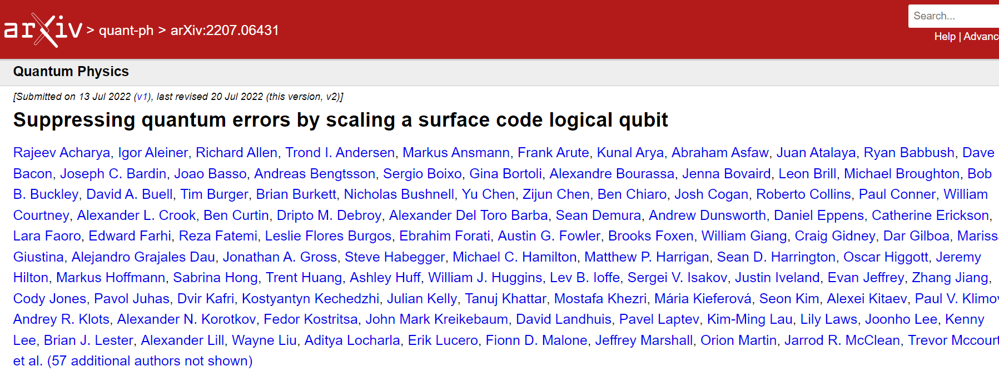 arXiv > quant-ph > arXiv:2207.06431
Search...
Help | Advanc
Quantum Physics
[Submitted on 13 Jul 2022 (v1), last revised 20 Jul 2022 (this version, v2)]
Suppressing quantum errors by scaling a surface code logical qubit
Rajeev Acharya, Igor Aleiner, Richard Allen, Trond I. Andersen, Markus Ansmann, Frank Arute, Kunal Arya, Abraham Asfaw, Juan Atalaya, Ryan Babbush, Dave
Bacon, Joseph C. Bardin, Joao Basso, Andreas Bengtsson, Sergio Boixo, Gina Bortoli, Alexandre Bourassa, Jenna Bovaird, Leon Brill, Michael Broughton, Bob
B. Buckley, David A. Buell, Tim Burger, Brian Burkett, Nicholas Bushnell, Yu Chen, Zijun Chen, Ben Chiaro, Josh Cogan, Roberto Collins, Paul Conner, William
Courtney, Alexander L. Crook, Ben Curtin, Dripto M. Debroy, Alexander Del Toro Barba, Sean Demura, Andrew Dunsworth, Daniel Eppens, Catherine Erickson,
Lara Faoro, Edward Farhi, Reza Fatemi, Leslie Flores Burgos, Ebrahim Forati, Austin G. Fowler, Brooks Foxen, William Giang, Craig Gidney, Dar Gilboa, Mariss
Giustina, Alejandro Grajales Dau, Jonathan A. Gross, Steve Habegger, Michael C. Hamilton, Matthew P. Harrigan, Sean D. Harrington, Oscar Higgott, Jeremy
Hilton, Markus Hoffmann, Sabrina Hong, Trent Huang, Ashley Huff, William J. Huggins, Lev B. Ioffe, Sergei V. Isakov, Justin Iveland, Evan Jeffrey, Zhang Jiang,
Cody Jones, Pavol Juhas, Dvir Kafri, Kostyantyn Kechedzhi, Julian Kelly, Tanuj Khattar, Mostafa Khezri, Mária Kieferová, Seon Kim, Alexei Kitaev, Paul V. Klimov
Andrey R. Klots, Alexander N. Korotkov, Fedor Kostritsa, John Mark Kreikebaum, David Landhuis, Pavel Laptev, Kim-Ming Lau, Lily Laws, Joonho Lee, Kenny
Lee, Brian J. Lester, Alexander Lill, Wayne Liu, Aditya Locharla, Erik Lucero, Fionn D. Malone, Jeffrey Marshall, Orion Martin, Jarrod R. McClean, Trevor Mccourt
et al. (57 additional authors not shown)